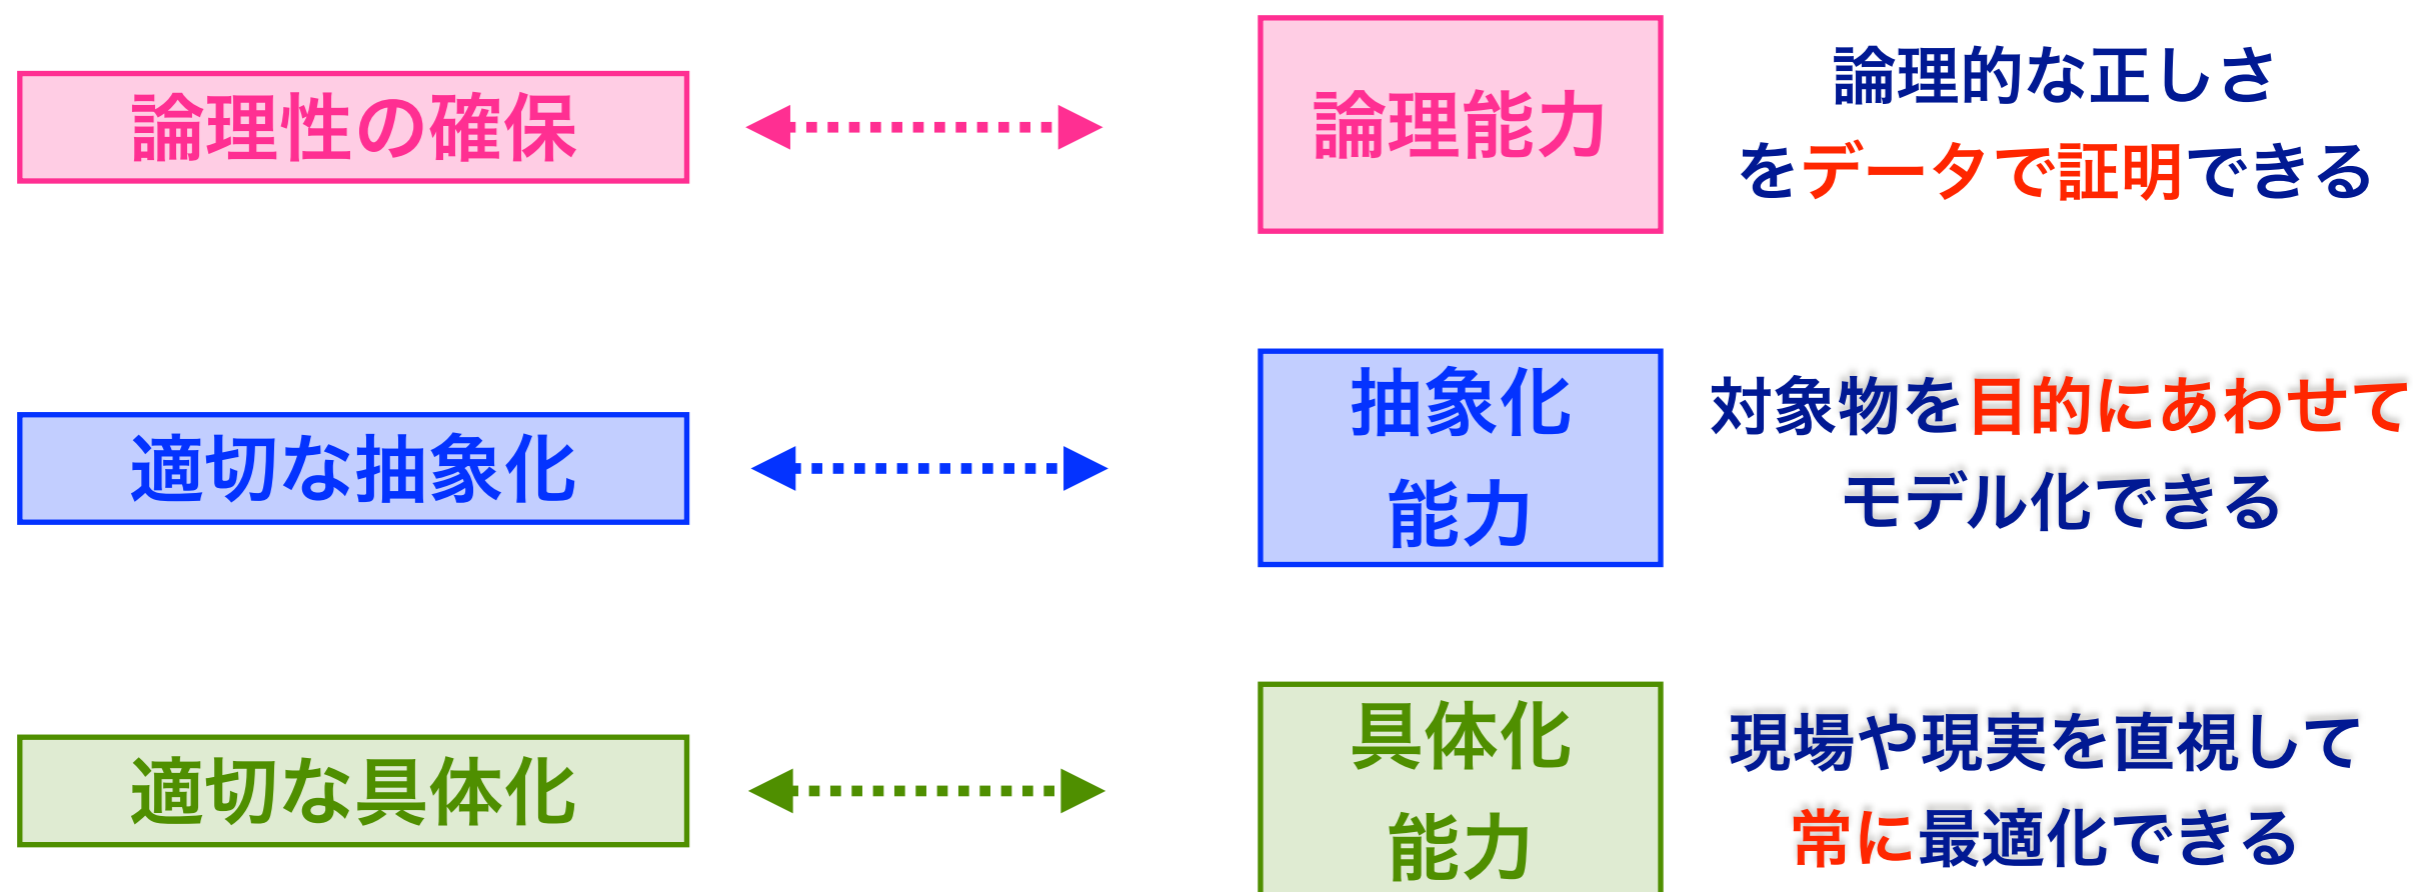 論理性の確保
論理能力
論理的な正しさ
をデータで証明できる
適切な抽象化
抽象化
能力
対象物を目的にあわせて
モデル化できる
適切な具体化
具体化
能力
現場や現実を直視して
常に最適化できる